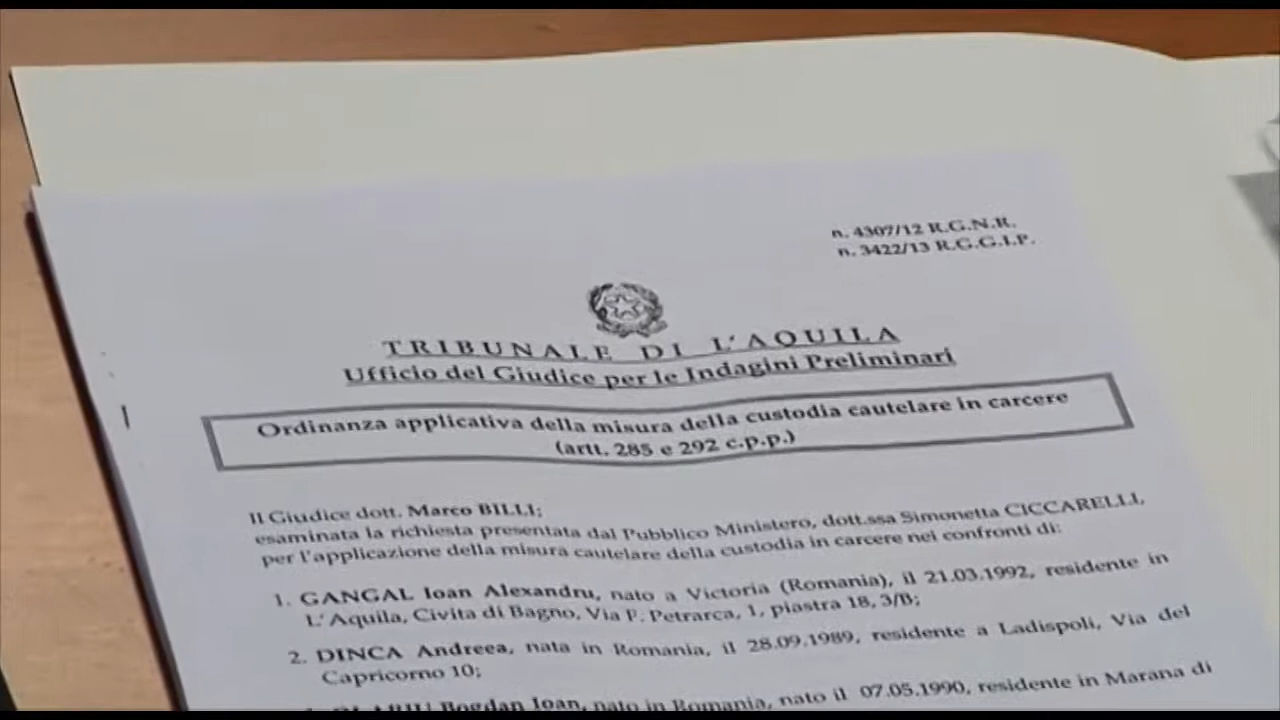 n. 4307/12 R.G.N.R.
n. 3422/13 R.G.G.I.P.
TRIBUNALE DI L'AQUILA
Ufficio del Giudice per le Indagini Preliminari
Ordinanza applicativa della misura della custodia cautelare in carcere
(artt. 285 e 292 c.p.p.)
Il Giudice dott. Marco BILLI;
esaminata la richiesta presentata dal Pubblico Ministero, dott.ssa Simonetta CICCARELLI,
per l'applicazione della misura cautelare della custodia in carcere nei confronti di:
1. GANGAL Ioan Alexandru, nato a Victoria (Romania), il 21.03.1992, residente in
L'Aquila, Civita di Bagno, Via F. Petrarca, 1, piastra 18, 3/B;
2. DINCA Andreea, nata in Romania, il 28.09.1989, residente a Ladispoli, Via del
Capricorno 10;
Bogdan Ioan, nato in Romania, nato il 07.05.1990, residente in Marana di